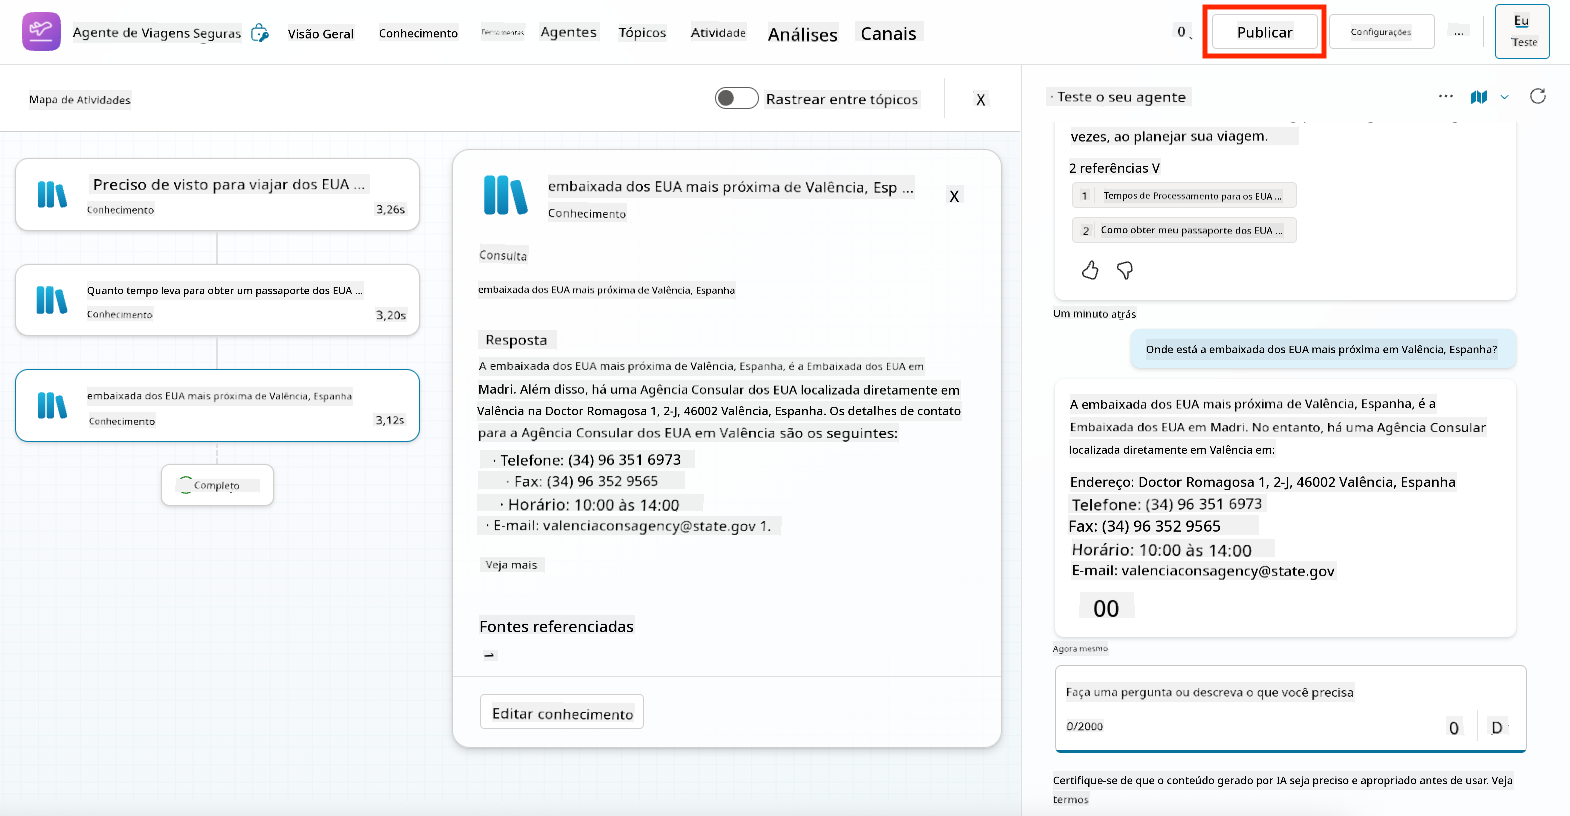 Agente de Viagens Seguras
Visão Geral
Conhecimento
Ferramentas
Agentes
Tópicos
Atividade
Análises
Canais
0
Publicar
Configurações
...
Eu
Teste
Mapa de Atividades
Rastrear entre tópicos
X
Preciso de visto para viajar dos EUA ...
Conhecimento
3,26s
Quanto tempo leva para obter um passaporte dos EUA ...
Conhecimento
3,20s
embaixada dos EUA mais próxima de Valência, Espanha
Conhecimento
3,12s
Completo
embaixada dos EUA mais próxima de Valência, Esp ...
Conhecimento
X
Consulta
embaixada dos EUA mais próxima de Valência, Espanha
Resposta
A embaixada dos EUA mais próxima de Valência, Espanha, é a Embaixada dos EUA em
Madri. Além disso, há uma Agência Consular dos EUA localizada diretamente em
Valência na Doctor Romagosa 1, 2-J, 46002 Valência, Espanha. Os detalhes de contato
para a Agência Consular dos EUA em Valência são os seguintes:
· Telefone: (34) 96 351 6973
· Fax: (34) 96 352 9565
· Horário: 10:00 às 14:00
· E-mail: valenciaconsagency@state.gov 1.
Veja mais
Fontes referenciadas
Editar conhecimento
· Teste o seu agente
vezes, ao planejar sua viagem.
2 referências V
1 Tempos de Processamento para os EUA ...
2 Como obter meu passaporte dos EUA ...
Um minuto atrás
Onde está a embaixada dos EUA mais próxima em Valência, Espanha?
A embaixada dos EUA mais próxima de Valência, Espanha, é a
Embaixada dos EUA em Madri. No entanto, há uma Agência Consular
localizada diretamente em Valência em:
Endereço: Doctor Romagosa 1, 2-J, 46002 Valência, Espanha
Telefone: (34) 96 351 6973
Fax: (34) 96 352 9565
Horário: 10:00 às 14:00
E-mail: valenciaconsagency@state.gov
00
Agora mesmo
Faça uma pergunta ou descreva o que você precisa
0/2000
0
D
Certifique-se de que o conteúdo gerado por IA seja preciso e apropriado antes de usar. Veja
termos